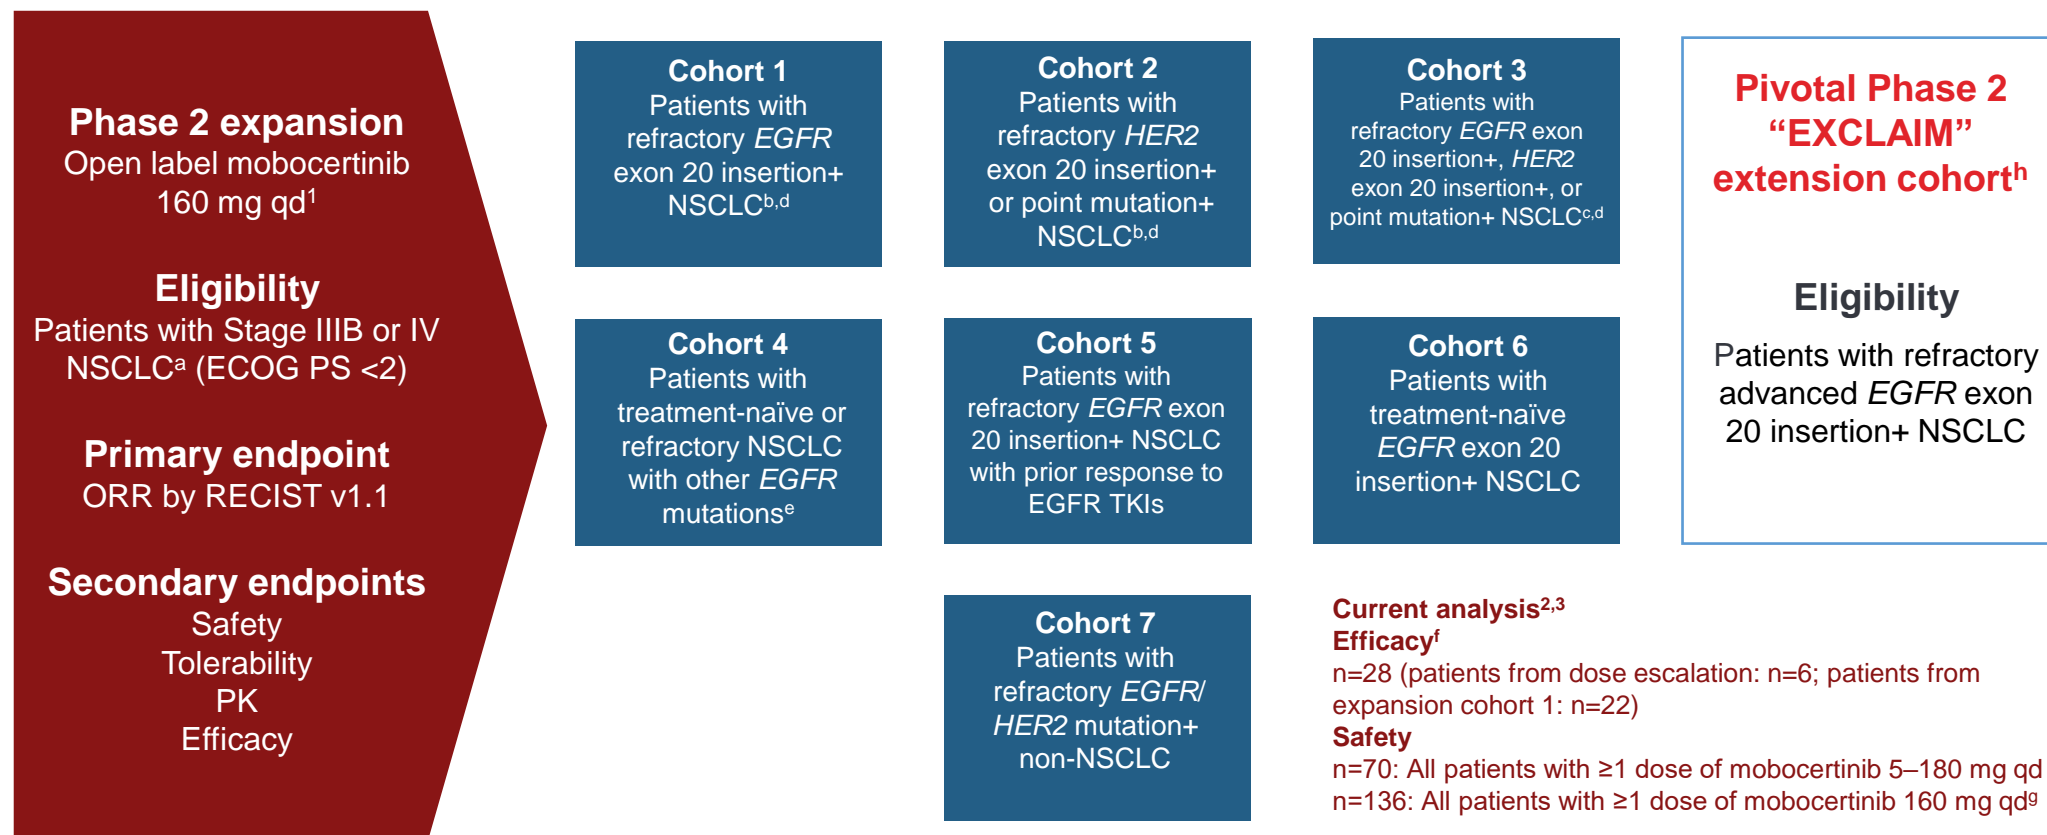 Phase 2 expansion
Open label mobocertinib
160 mg qd¹
Eligibility
Patients with Stage IIIB or IV
NSCLCᵃ (ECOG PS <2)
Primary endpoint
ORR by RECIST v1.1
Secondary endpoints
Safety
Tolerability
PK
Efficacy
Cohort 1
Patients with
refractory EGFR
exon 20 insertion+
NSCLCᵇ,ᵈ
Cohort 2
Patients with
refractory HER2
exon 20 insertion+
or point mutation+
NSCLCᵇ,ᵈ
Cohort 3
Patients with
refractory EGFR exon
20 insertion+, HER2
exon 20 insertion+, or
point mutation+ NSCLCᶜ,ᵈ
Cohort 4
Patients with
treatment-naïve or
refractory NSCLC
with other EGFR
mutationsᵉ
Cohort 5
Patients with
refractory EGFR exon
20 insertion+ NSCLC
with prior response to
EGFR TKIs
Cohort 6
Patients with
treatment-naïve
EGFR exon 20
insertion+ NSCLC
Cohort 7
Patients with
refractory EGFR/
HER2 mutation+
non-NSCLC
Pivotal Phase 2
“EXCLAIM”
extension cohortʰ
Eligibility
Patients with refractory
advanced EGFR exon
20 insertion+ NSCLC
Current analysis²,³
Efficacyᶠ
n=28 (patients from dose escalation: n=6; patients from
expansion cohort 1: n=22)
Safety
n=70: All patients with ≥1 dose of mobocertinib 5–180 mg qd
n=136: All patients with ≥1 dose of mobocertinib 160 mg qdᵍ